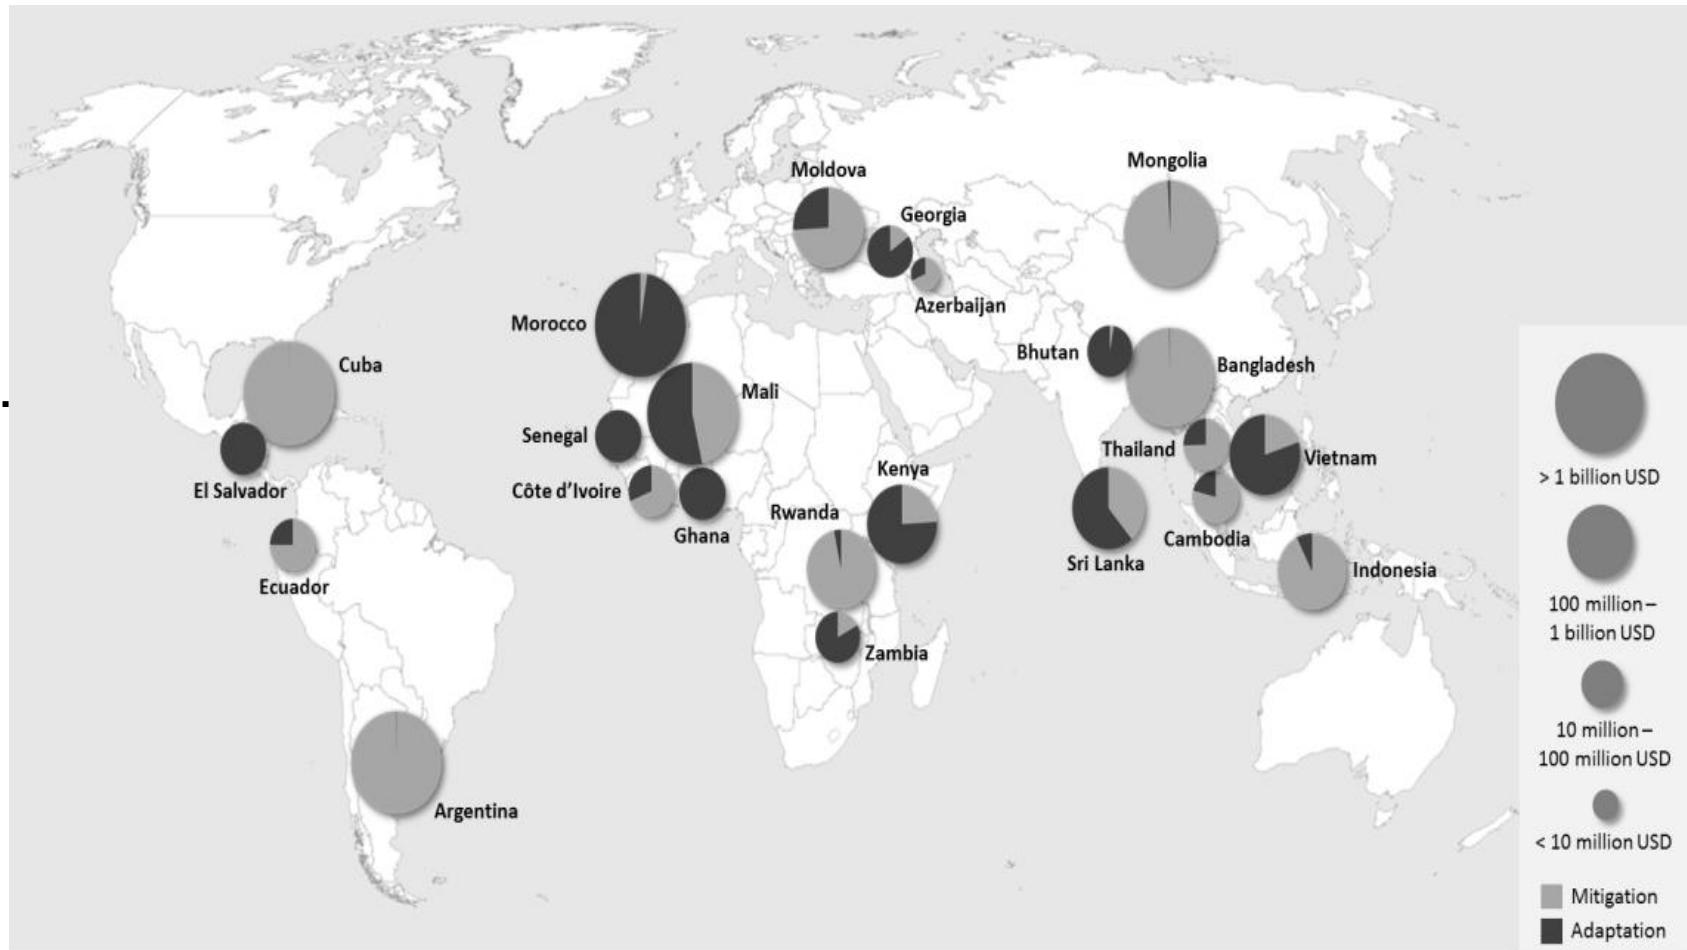 Mongolia
Moldova
Georgia
Azerbaijan
Morocco
Bhutan
Cuba
Bangladesh
Mali
Senegal
Thailand
Vietnam
Kenya
El Salvador
Côte d’Ivoire
Rwanda
Ghana
Cambodia
Sri Lanka
Indonesia
Ecuador
Zambia
Argentina
> 1 billion USD
100 million –
1 billion USD
10 million –
100 million USD
< 10 million USD
Mitigation
Adaptation